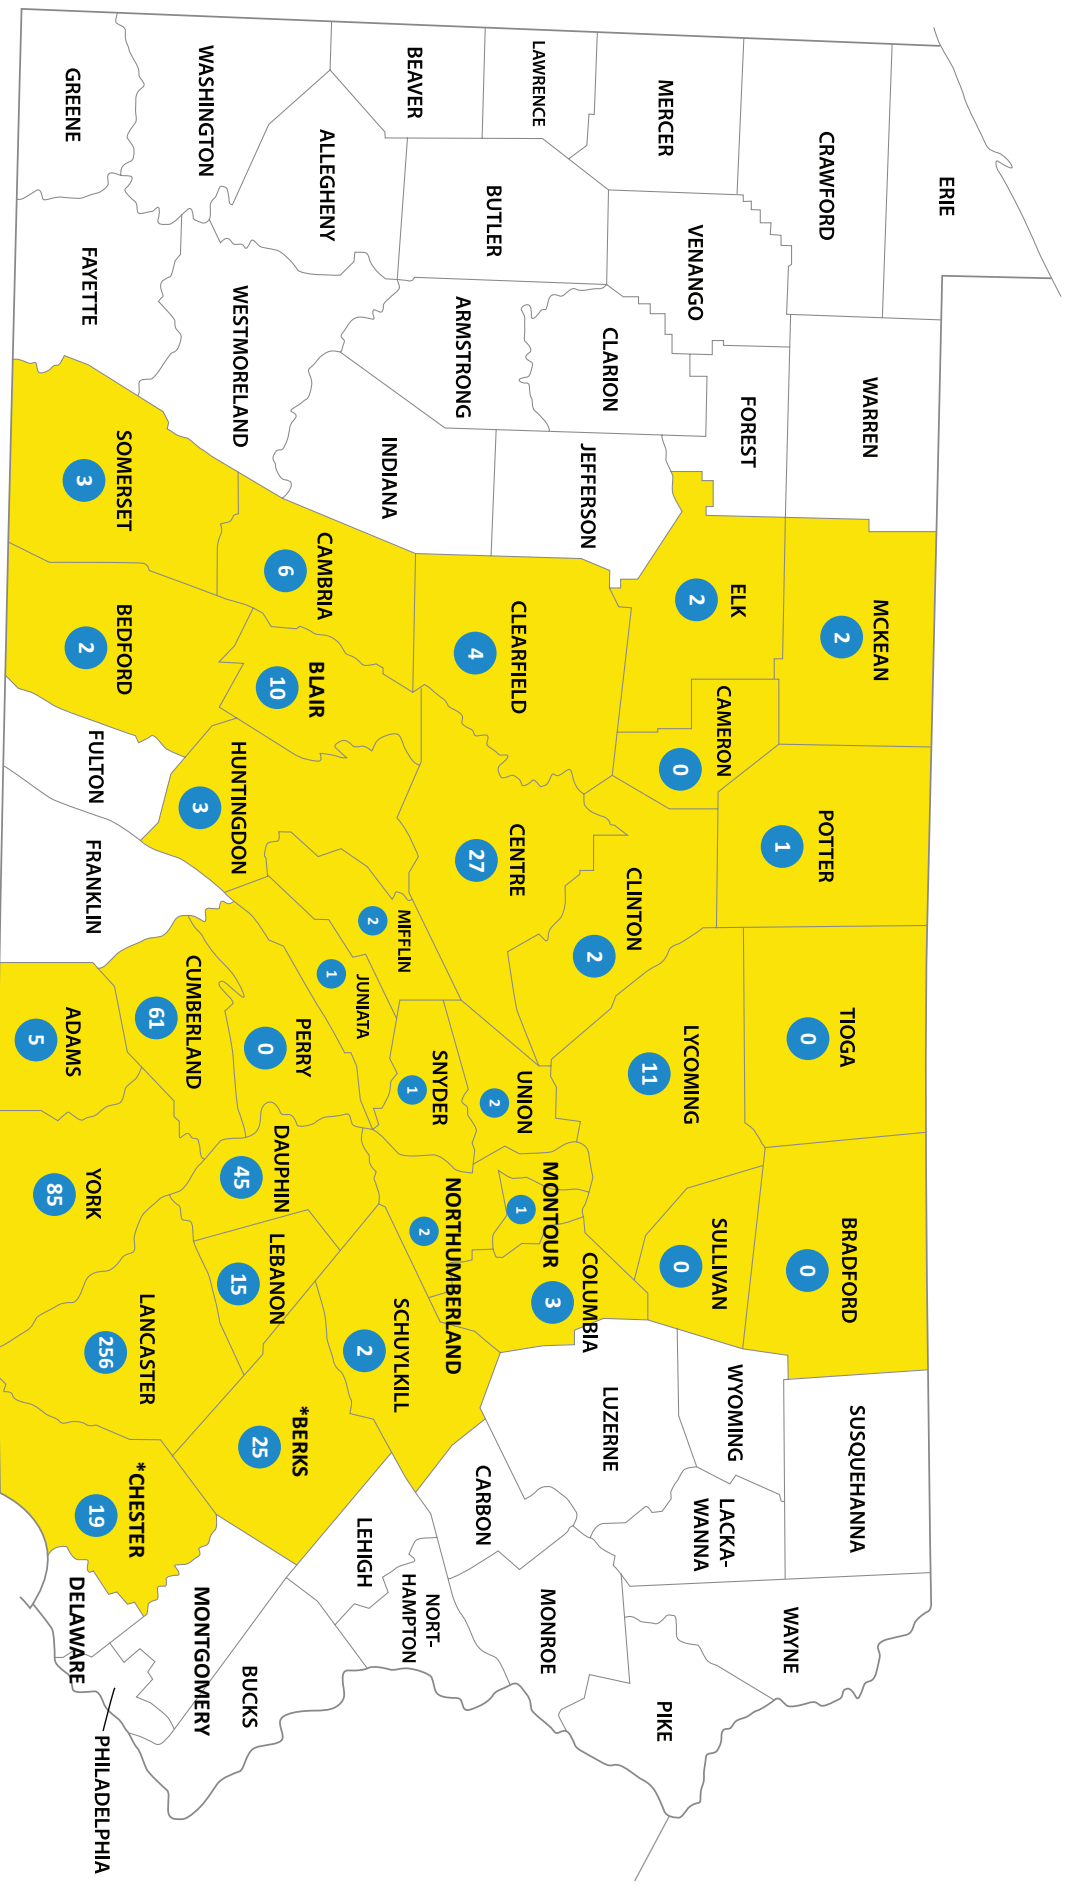 ERIE
CRAWFORD
MERCER
LAWRENCE
BEAVER
WASHINGTON
GREENE
ALLEGHENY
BUTLER
VENANGO
FAYETTE
WESTMORELAND
ARMSTRONG
CLARION
FOREST
WARREN
INDIANA
JEFFERSON
SOMERSET
3
CAMBRIA
6
CLEARFIELD
4
ELK
2
MCKEAN
2
BEDFORD
2
BLAIR
10
CAMERON
0
POTTER
1
FULTON
HUNTINGDON
3
CENTRE
27
CLINTON
2
FRANKLIN
MIFFLIN
2
JUNIATA
1
TIOGA
0
LYCOMING
11
ADAMS
5
CUMBERLAND
61
PERRY
0
SNYDER
1
UNION
2
YORK
85
DAUPHIN
45
NORTHUMBERLAND
2
MONTOUR
1
COLUMBIA
3
SULLIVAN
0
BRADFORD
0
LEBANON
15
LANCASTER
256
SCHUYLKILL
2
*BERKS
25
*CHESTER
19
LUZERNE
WYOMING
SUSQUEHANNA
CARBON
LACKA-
WANNA
LEHIGH
NORT-
HAMPTON
MONROE
WAYNE
PIKE
DELAWARE
MONTGOMERY
BUCKS
PHILADELPHIA